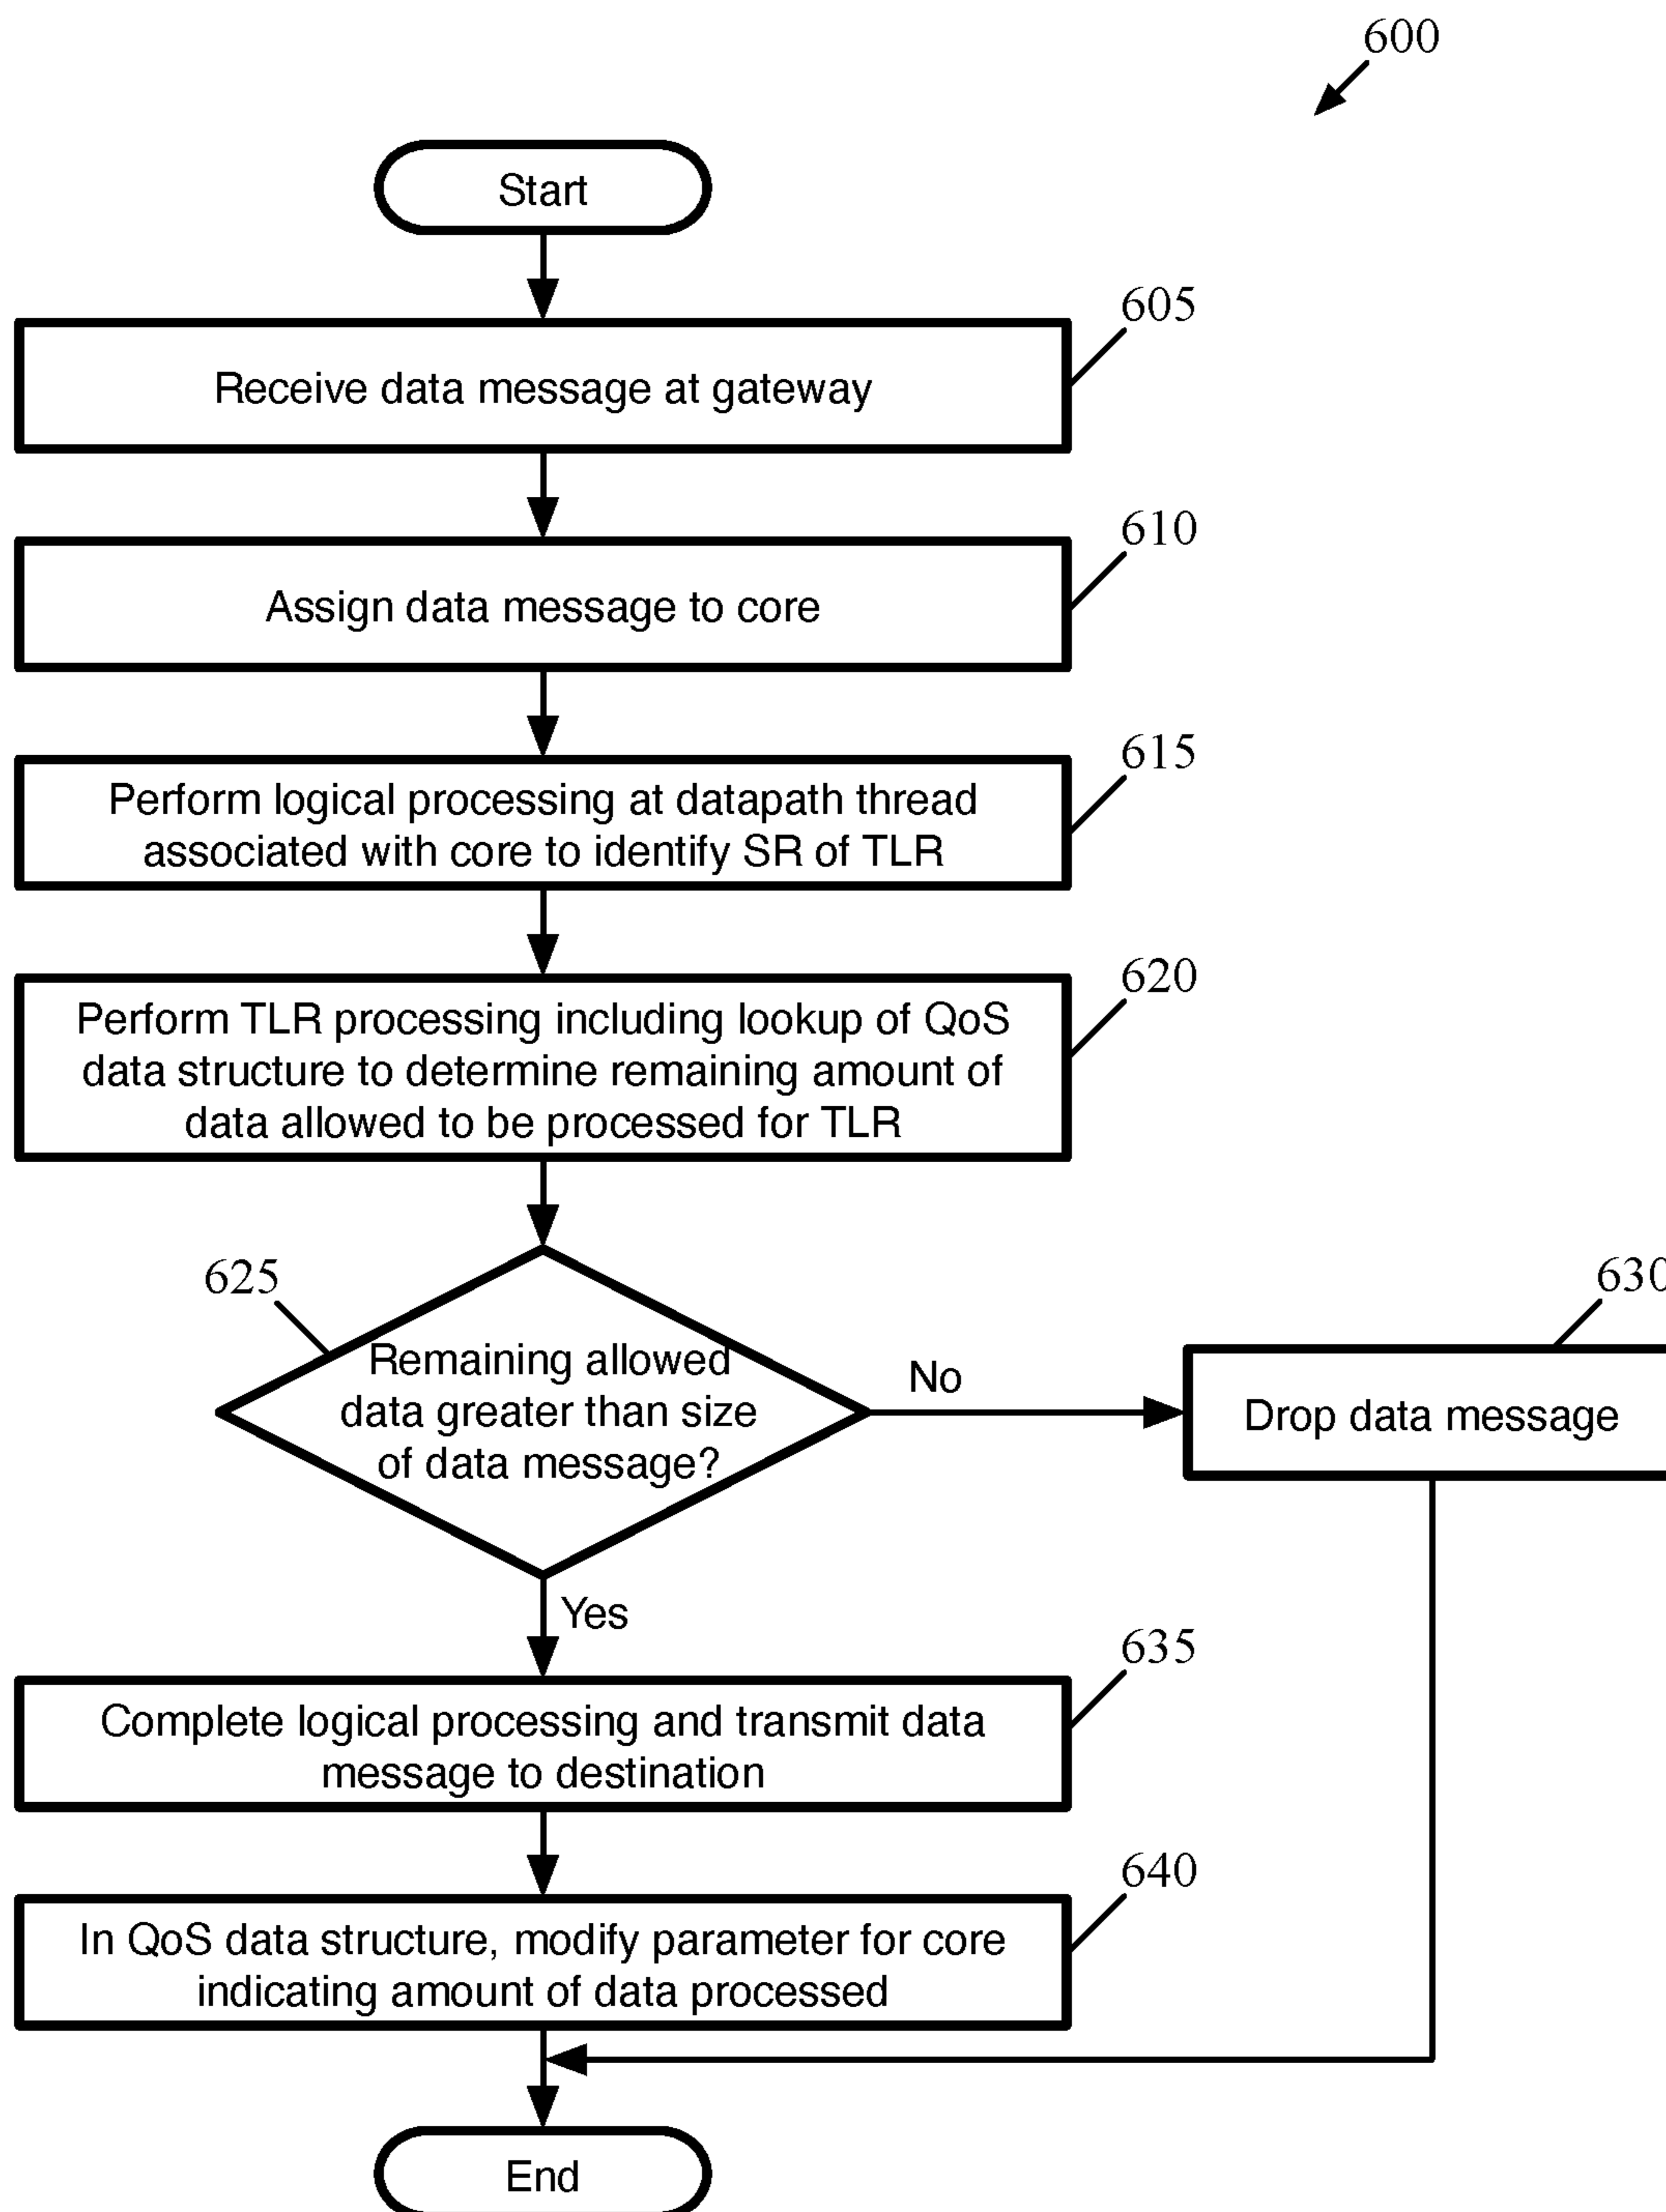 600
Start
605
Receive data message at gateway
610
Assign data message to core
615
Perform logical processing at datapath thread
associated with core to identify SR of TLR
620
Perform TLR processing including lookup of QoS
data structure to determine remaining amount of
data allowed to be processed for TLR
625
Remaining allowed
data greater than size
of data message?
No
630
Drop data message
Yes
635
Complete logical processing and transmit data
message to destination
640
In QoS data structure, modify parameter for core
indicating amount of data processed
End